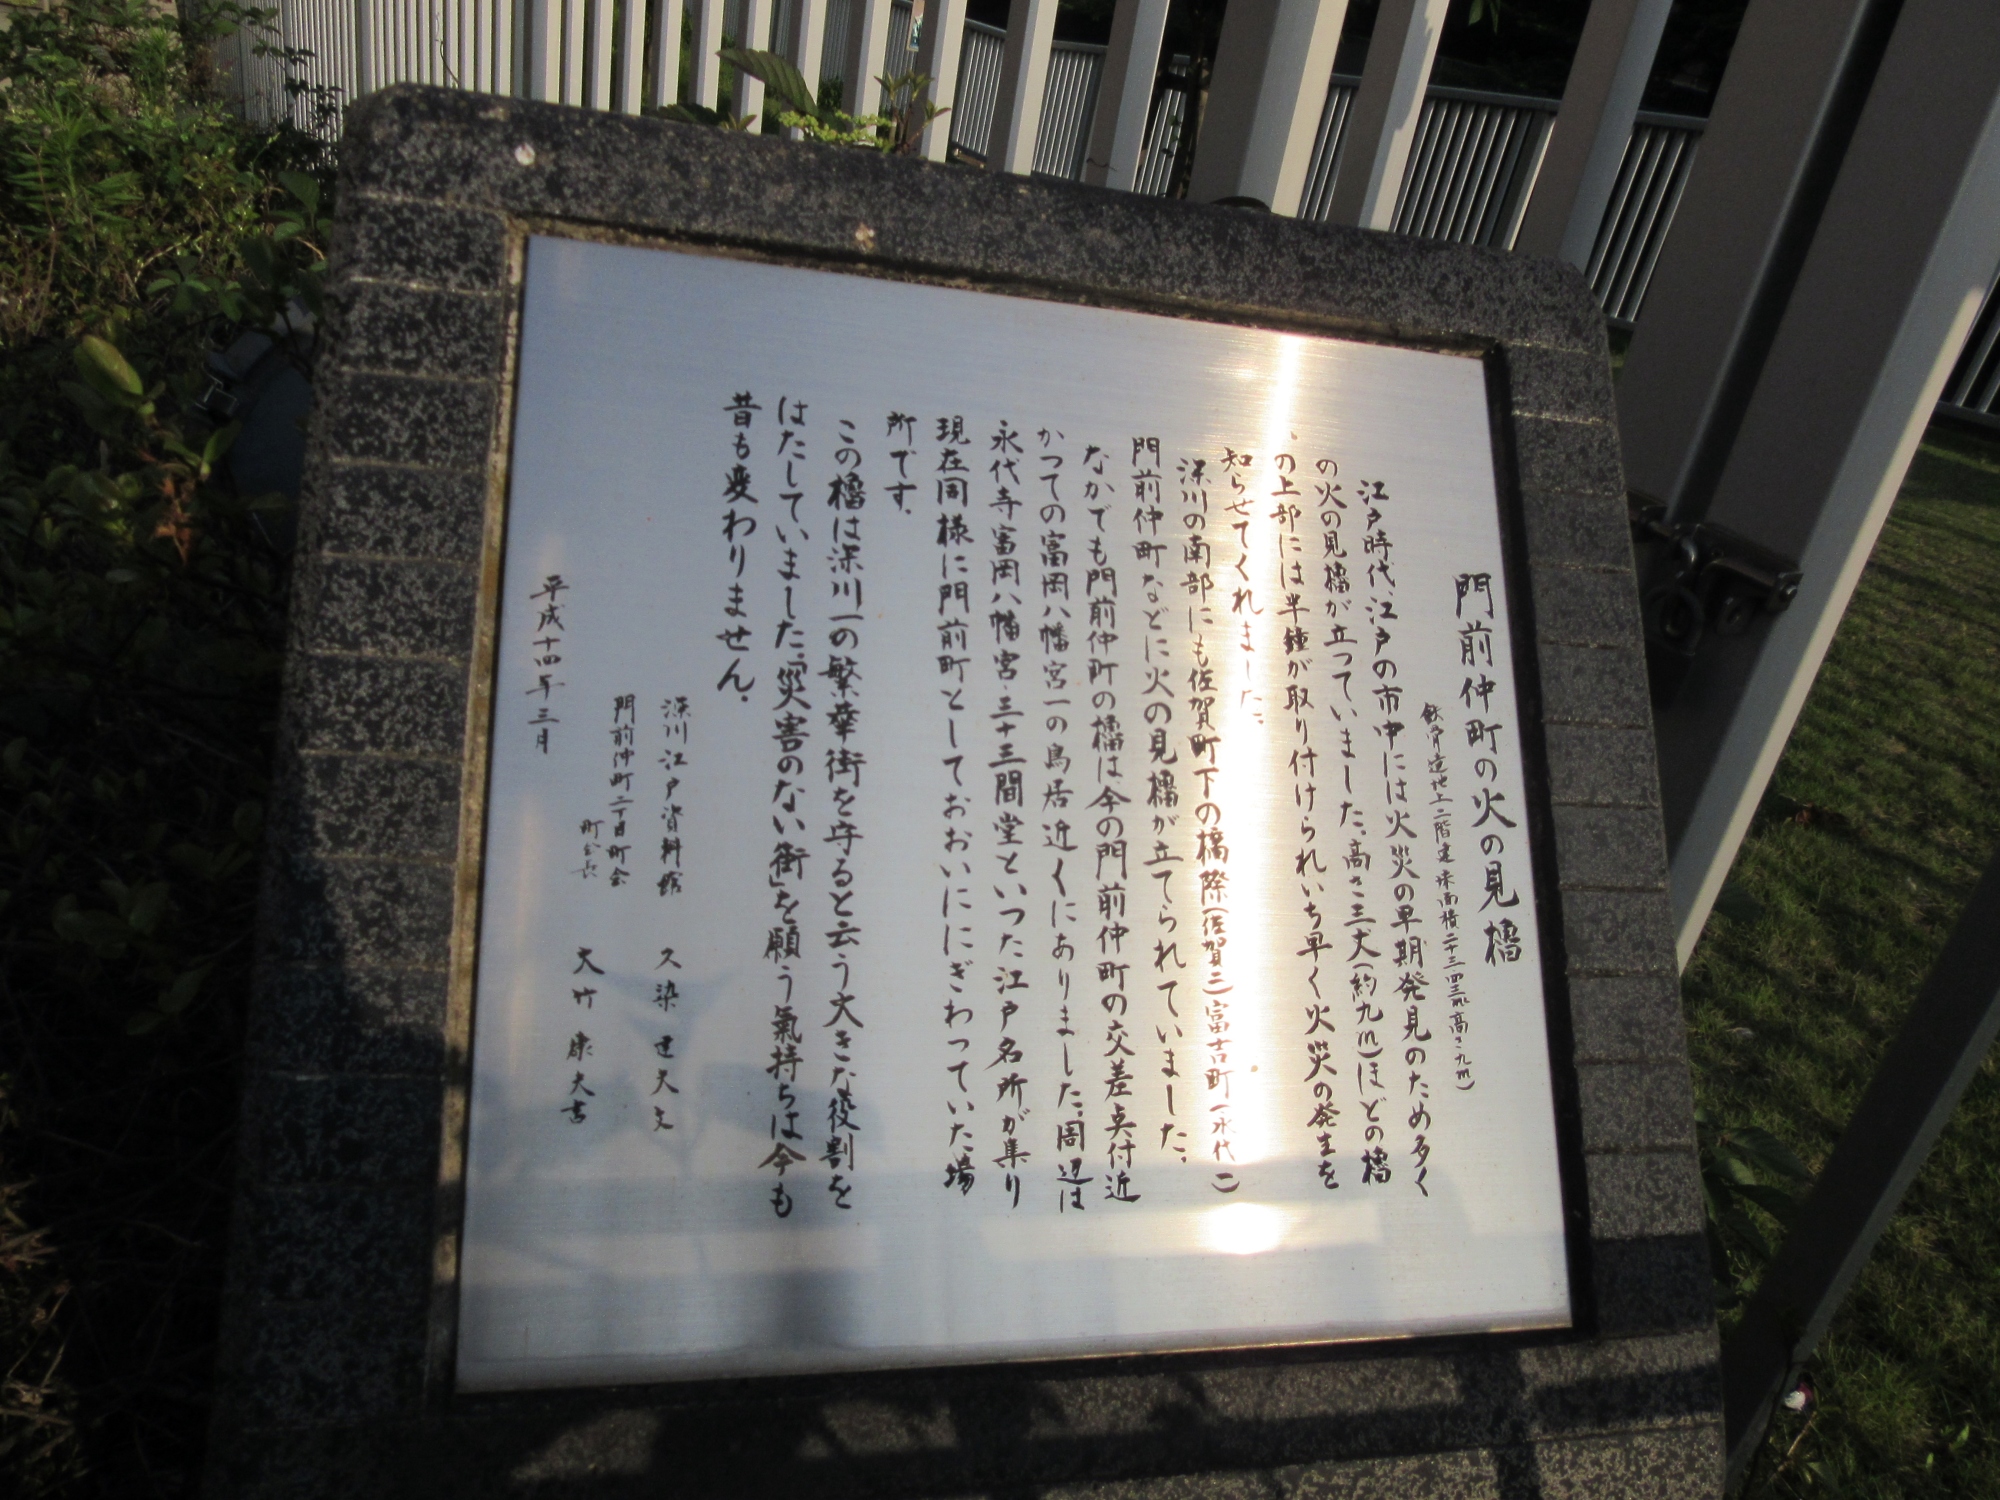 門前仲町の火の見櫓
鉄骨造地上二階建 床面積二十三・四三㎡高さ九m)
江戸時代、江戸の市中には火災の早期発見のため多く
の火の見櫓が立っていました。高さ三丈(約九m)ほどの櫓
の上部には半鐘が取り付けられいち早く火災の発生を
知らせてくれました。
深川の南部にも佐賀町下の橋際(佐賀二)富吉町(永代一)
門前仲町などに火の見櫓が立てられていました。
なかでも門前仲町の櫓は今の門前仲町の交差点付近
かつての富岡八幡宮一の鳥居近くにありました。周辺は
永代寺・富岡八幡宮・三十三間堂といった江戸名所が集り
現在同様に門前町としておおいににぎわっていた場
所です。
この櫓は深川一の繁華街を守ると云う大きな役割を
はたしていました。「災害のない街」を願う氣持ちは今も
昔も変わりません。
深川江戸資料館 久染 夫
門前仲町二丁目町会
町会長 大竹康夫
平成十四年三月